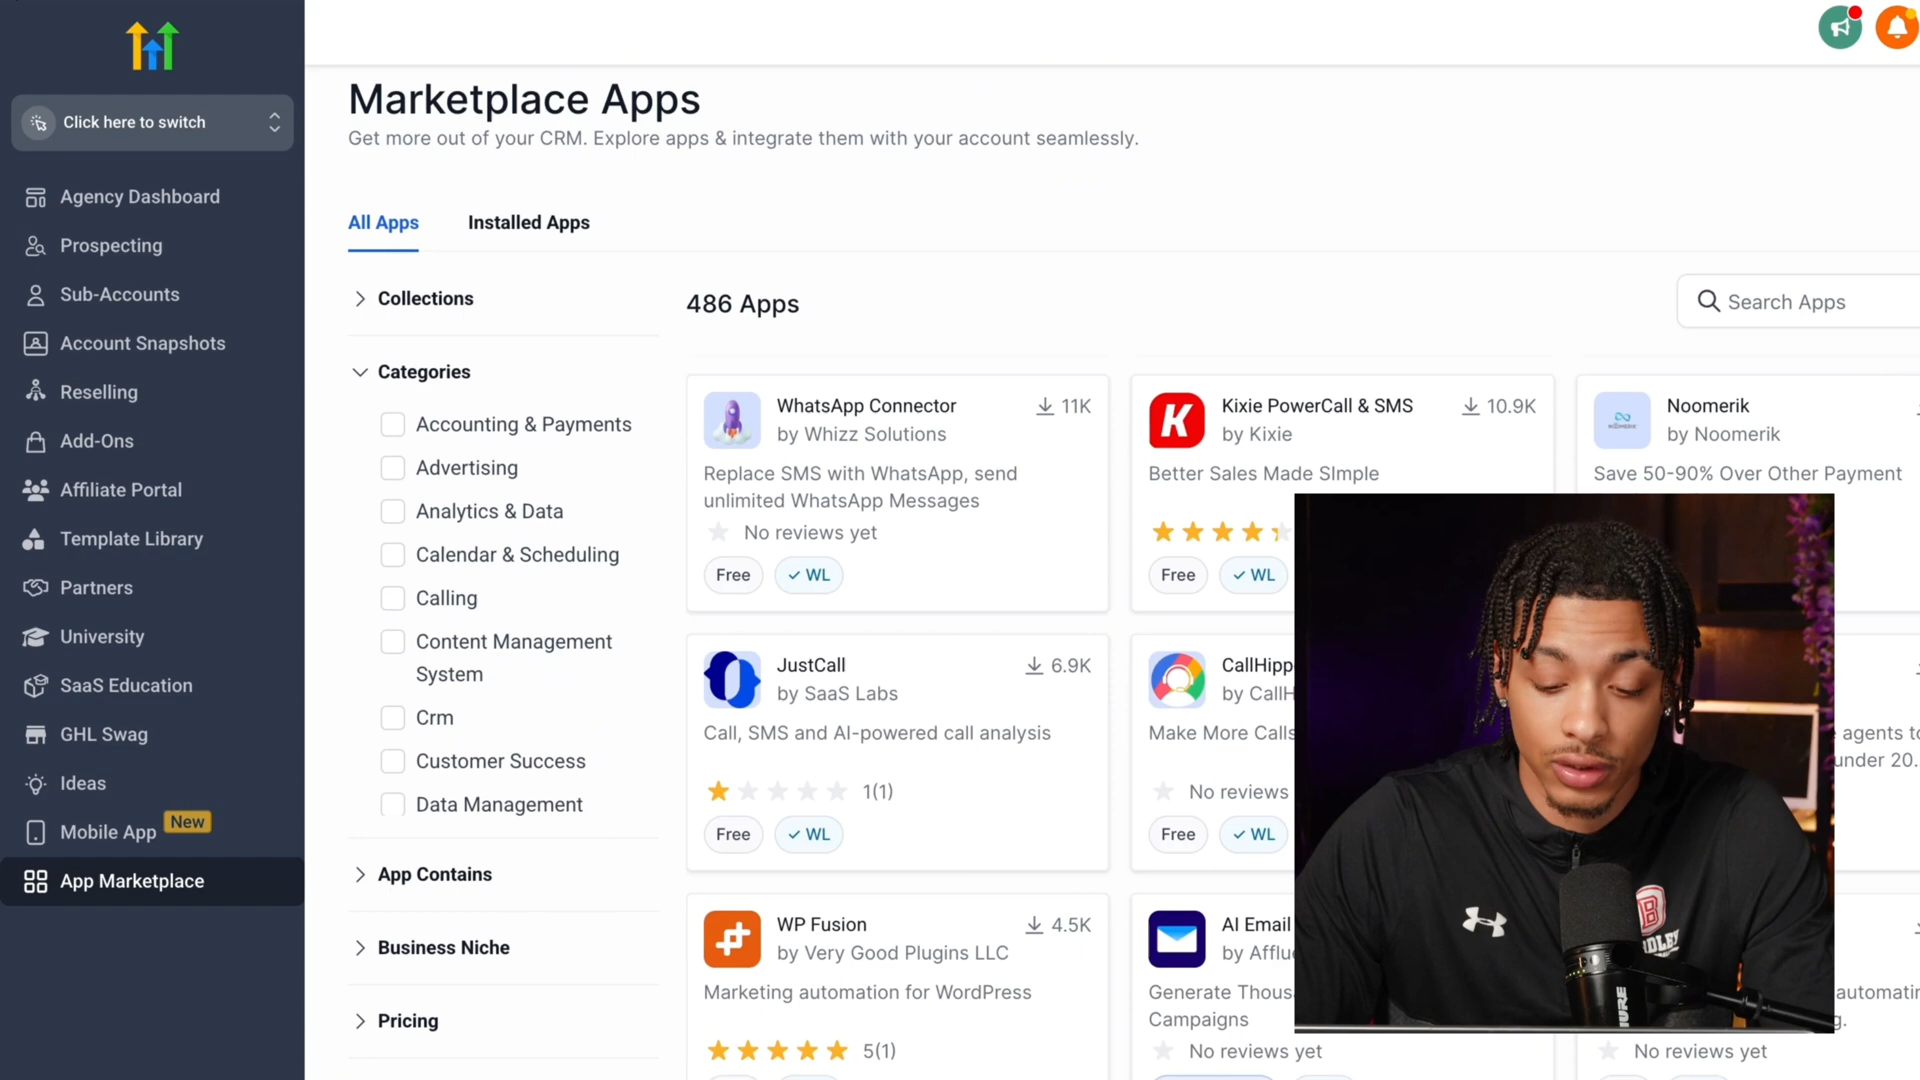 Click here to switch
Agency Dashboard
Prospecting
Sub-Accounts
Account Snapshots
Reselling
Add-Ons
Affiliate Portal
Template Library
Partners
University
SaaS Education
GHL Swag
Ideas
Mobile App New
App Marketplace
Marketplace Apps
Get more out of your CRM. Explore apps & integrate them with your account seamlessly.
All Apps Installed Apps
Collections
Categories
Accounting & Payments
Advertising
Analytics & Data
Calendar & Scheduling
Calling
Content Management
System
Crm
Customer Success
Data Management
App Contains
Business Niche
Pricing
486 Apps
Search Apps
WhatsApp Connector 11K
by Whizz Solutions
Replace SMS with WhatsApp, send
unlimited WhatsApp Messages
No reviews yet
Free WL
K
Kixie PowerCall & SMS 10.9K
by Kixie
Better Sales Made SImple
Free WL
NOOMERIK
Noomerik
by Noomerik
Save 50-90% Over Other Payment
JustCall 6.9K
by SaaS Labs
Call, SMS and AI-powered call analysis
1(1)
Free WL
CallHipp
by CallH
Make More Calls
No reviews
Free WL
agents to
under 20...
WP Fusion 4.5K
by Very Good Plugins LLC
Marketing automation for WordPress
5(1)
AI Email
by Afflu
Generate Thous
Campaigns
No reviews yet
automatin
g.
No reviews yet
B
DLEY
URE